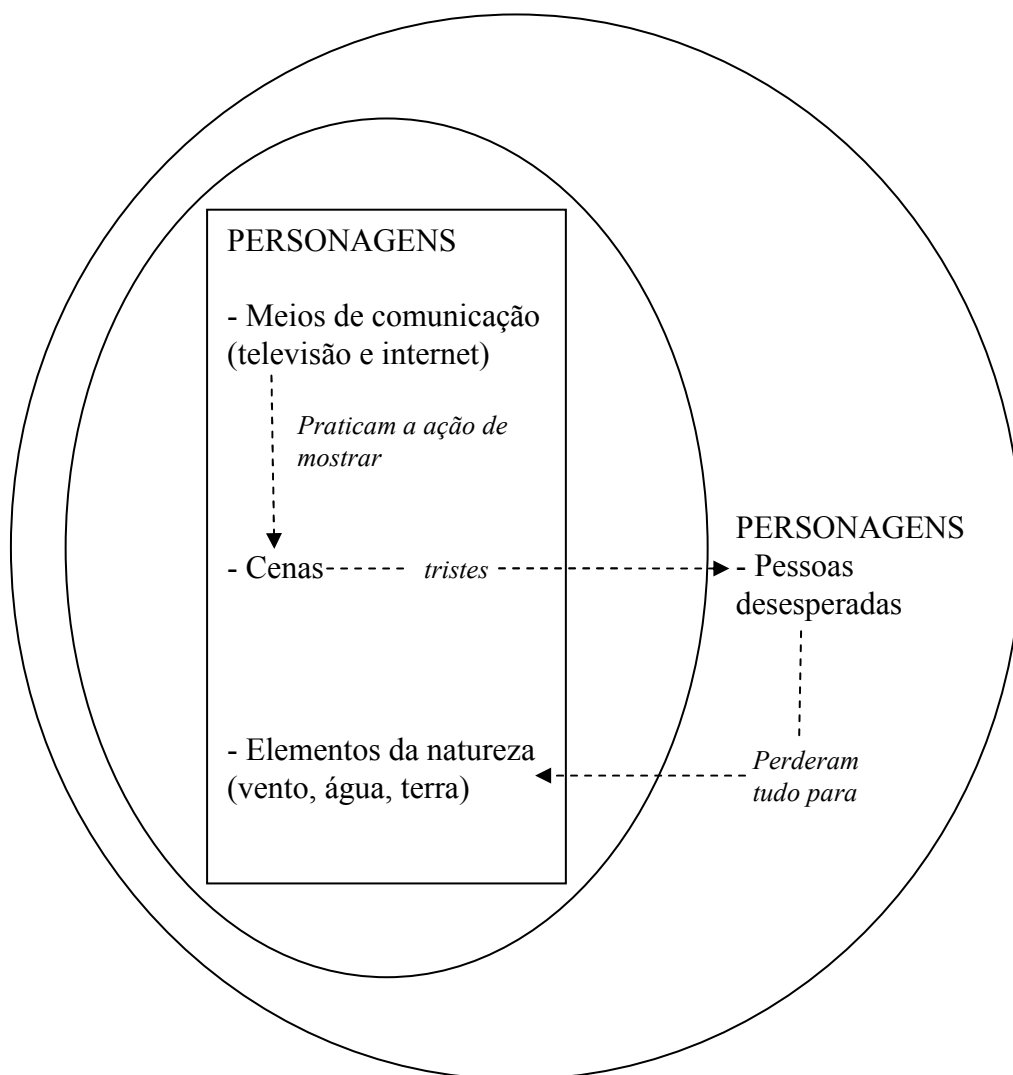 PERSONAGENS
- Meios de comunicação
(televisão e internet)
Praticam a ação de
mostrar
- Cenas
tristes
PERSONAGENS
- Pessoas
desesperadas
- Elementos da natureza
(vento, água, terra)
Perderam
tudo para